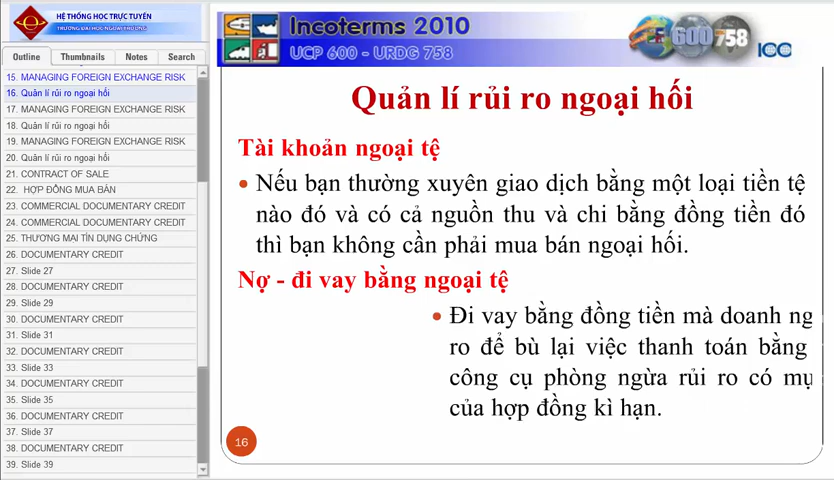 HỆ THỐNG HỌC TRỰC TUYẾN
TRƯỜNG ĐẠI HỌC NGOẠI THƯƠNG
Outline
Thumbnails
Notes
Search
15. MANAGING FOREIGN EXCHANGE RISK
16. Quản lí rủi ro ngoại hối
17. MANAGING FOREIGN EXCHANGE RISK
18. Quản lí rủi ro ngoại hối
19. MANAGING FOREIGN EXCHANGE RISK
20. Quản lí rủi ro ngoại hối
21. CONTRACT OF SALE
22. HỢP ĐỒNG MUA BÁN
23. COMMERCIAL DOCUMENTARY CREDIT
24. COMMERCIAL DOCUMENTARY CREDIT
25. THƯƠNG MẠI TÍN DỤNG CHỨNG
26. DOCUMENTARY CREDIT
27. Slide 27
28. DOCUMENTARY CREDIT
29. Slide 29
30. DOCUMENTARY CREDIT
31. Slide 31
32. DOCUMENTARY CREDIT
33. Slide 33
34. DOCUMENTARY CREDIT
35. Slide 35
36. DOCUMENTARY CREDIT
37. Slide 37
38. DOCUMENTARY CREDIT
39. Slide 39
Incoterms 2010
UCP 600 - URDG 758
600 758
ICC
Quản lí rủi ro ngoại hối
Tài khoản ngoại tệ
• Nếu bạn thường xuyên giao dịch bằng một loại tiền tệ
nào đó và có cả nguồn thu và chi bằng đồng tiền đó
thì bạn không cần phải mua bán ngoại hối.
Nợ - đi vay bằng ngoại tệ
• Đi vay bằng đồng tiền mà doanh ng
ro để bù lại việc thanh toán bằng
công cụ phòng ngừa rủi ro có mụ
của hợp đồng kì hạn.
16